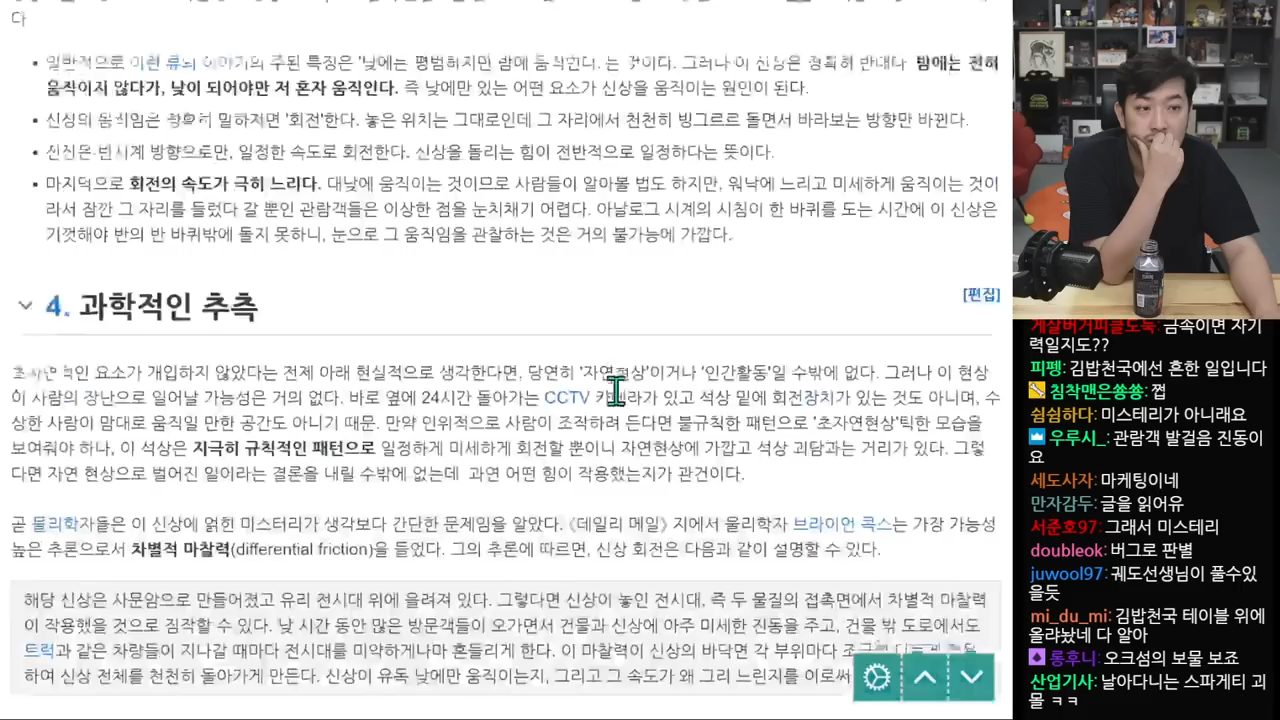 다
일반적으로 이런 류의 이야기의 주된 특징은 '낮에는 평범하지만 밤에 움직인다.'는 것이다. 그러나 이 신상은 정확히 반대다. 밤에는 전혀
움직이지 않다가, 낮이 되어야만 저 혼자 움직인다. 즉 낮에만 있는 어떤 요소가 신상을 움직이는 원인이 된다.
신상의 움직임은 정확히 말하자면 '회전'한다. 놓은 위치는 그대로인데 그 자리에서 천천히 빙그르르 돌면서 바라보는 방향만 바뀐다.
신상은 반시계 방향으로만, 일정한 속도로 회전한다. 신상을 돌리는 힘이 전반적으로 일정하다는 뜻이다.
마지막으로 회전의 속도가 극히 느리다. 대낮에 움직이는 것이므로 사람들이 알아볼 법도 하지만, 워낙에 느리고 미세하게 움직이는 것이
라서 잠깐 그 자리를 들렀다 갈 뿐인 관람객들은 이상한 점을 눈치채기 어렵다. 아날로그 시계의 시침이 한 바퀴를 도는 시간에 이 신상은
기껏해야 반의 반 바퀴밖에 돌지 못하니, 눈으로 그 움직임을 관찰하는 것은 거의 불가능에 가깝다.
4. 과학적인 추측
[편집]
초자연적인 요소가 개입하지 않았다는 전제 아래 현실적으로 생각한다면, 당연히 '자연현상'이거나 '인간활동'일 수밖에 없다. 그러나 이 현상
이 사람의 장난으로 일어날 가능성은 거의 없다. 바로 옆에 24시간 돌아가는 CCTV 카메라가 있고 석상 밑에 회전장치가 있는 것도 아니며, 수
상한 사람이 맘대로 움직일 만한 공간도 아니기 때문. 만약 인위적으로 사람이 조작하려 든다면 불규칙한 패턴으로 '초자연현상'틱한 모습을
보여줘야 하나, 이 석상은 지극히 규칙적인 패턴으로 일정하게 미세하게 회전할 뿐이니 자연현상에 가깝고 석상 괴담과는 거리가 있다. 그렇
다면 자연 현상으로 벌어진 일이라는 결론을 내릴 수밖에 없는데 과연 어떤 힘이 작용했는지가 관건이다.
곧 물리학자들은 이 신상에 얽힌 미스터리가 생각보다 간단한 문제임을 알았다. 《데일리 메일》 지에서 물리학자 브라이언 콕스는 가장 가능성
높은 추론으로서 차별적 마찰력(differential friction)을 들었다. 그의 추론에 따르면, 신상 회전은 다음과 같이 설명할 수 있다.
해당 신상은 사문암으로 만들어졌고 유리 전시대 위에 올려져 있다. 그렇다면 신상이 놓인 전시대, 즉 두 물질의 접촉면에서 차별적 마찰력
이 작용했을 것으로 짐작할 수 있다. 낮 시간 동안 많은 방문객들이 오가면서 건물과 신상에 아주 미세한 진동을 주고, 건물 밖 도로에서도
트럭과 같은 차량들이 지나갈 때마다 전시대를 미약하게나마 흔들리게 한다. 이 마찰력이 신상의 바닥면 각 부위마다
하여 신상 전체를 천천히 돌아가게 만든다. 신상이 유독 낮에만 움직이는지, 그리고 그 속도가 왜 그리 느린지를 이로써
게살버거피클도둑: 금속이면 자기
력일지도??
피펭: 김밥천국에선 흔한 일입니다
침착맨은쏭쏭: 쩝
쉼쉼하다: 미스테리가 아니래요
우루시_: 관람객 발걸음 진동이
요
세도사자: 마케팅이네
만자감두: 글을 읽어유
서준호97: 그래서 미스테리
doubleok: 버그로 판별
juwool97: 궤도선생님이 풀수있
을듯
mi_du_mi: 김밥천국 테이블 위에
올랴놨네 다 알아
롱후니: 오크섬의 보물 보죠
산업기사: 날아다니는 스파게티 괴
물 ㅋㅋ